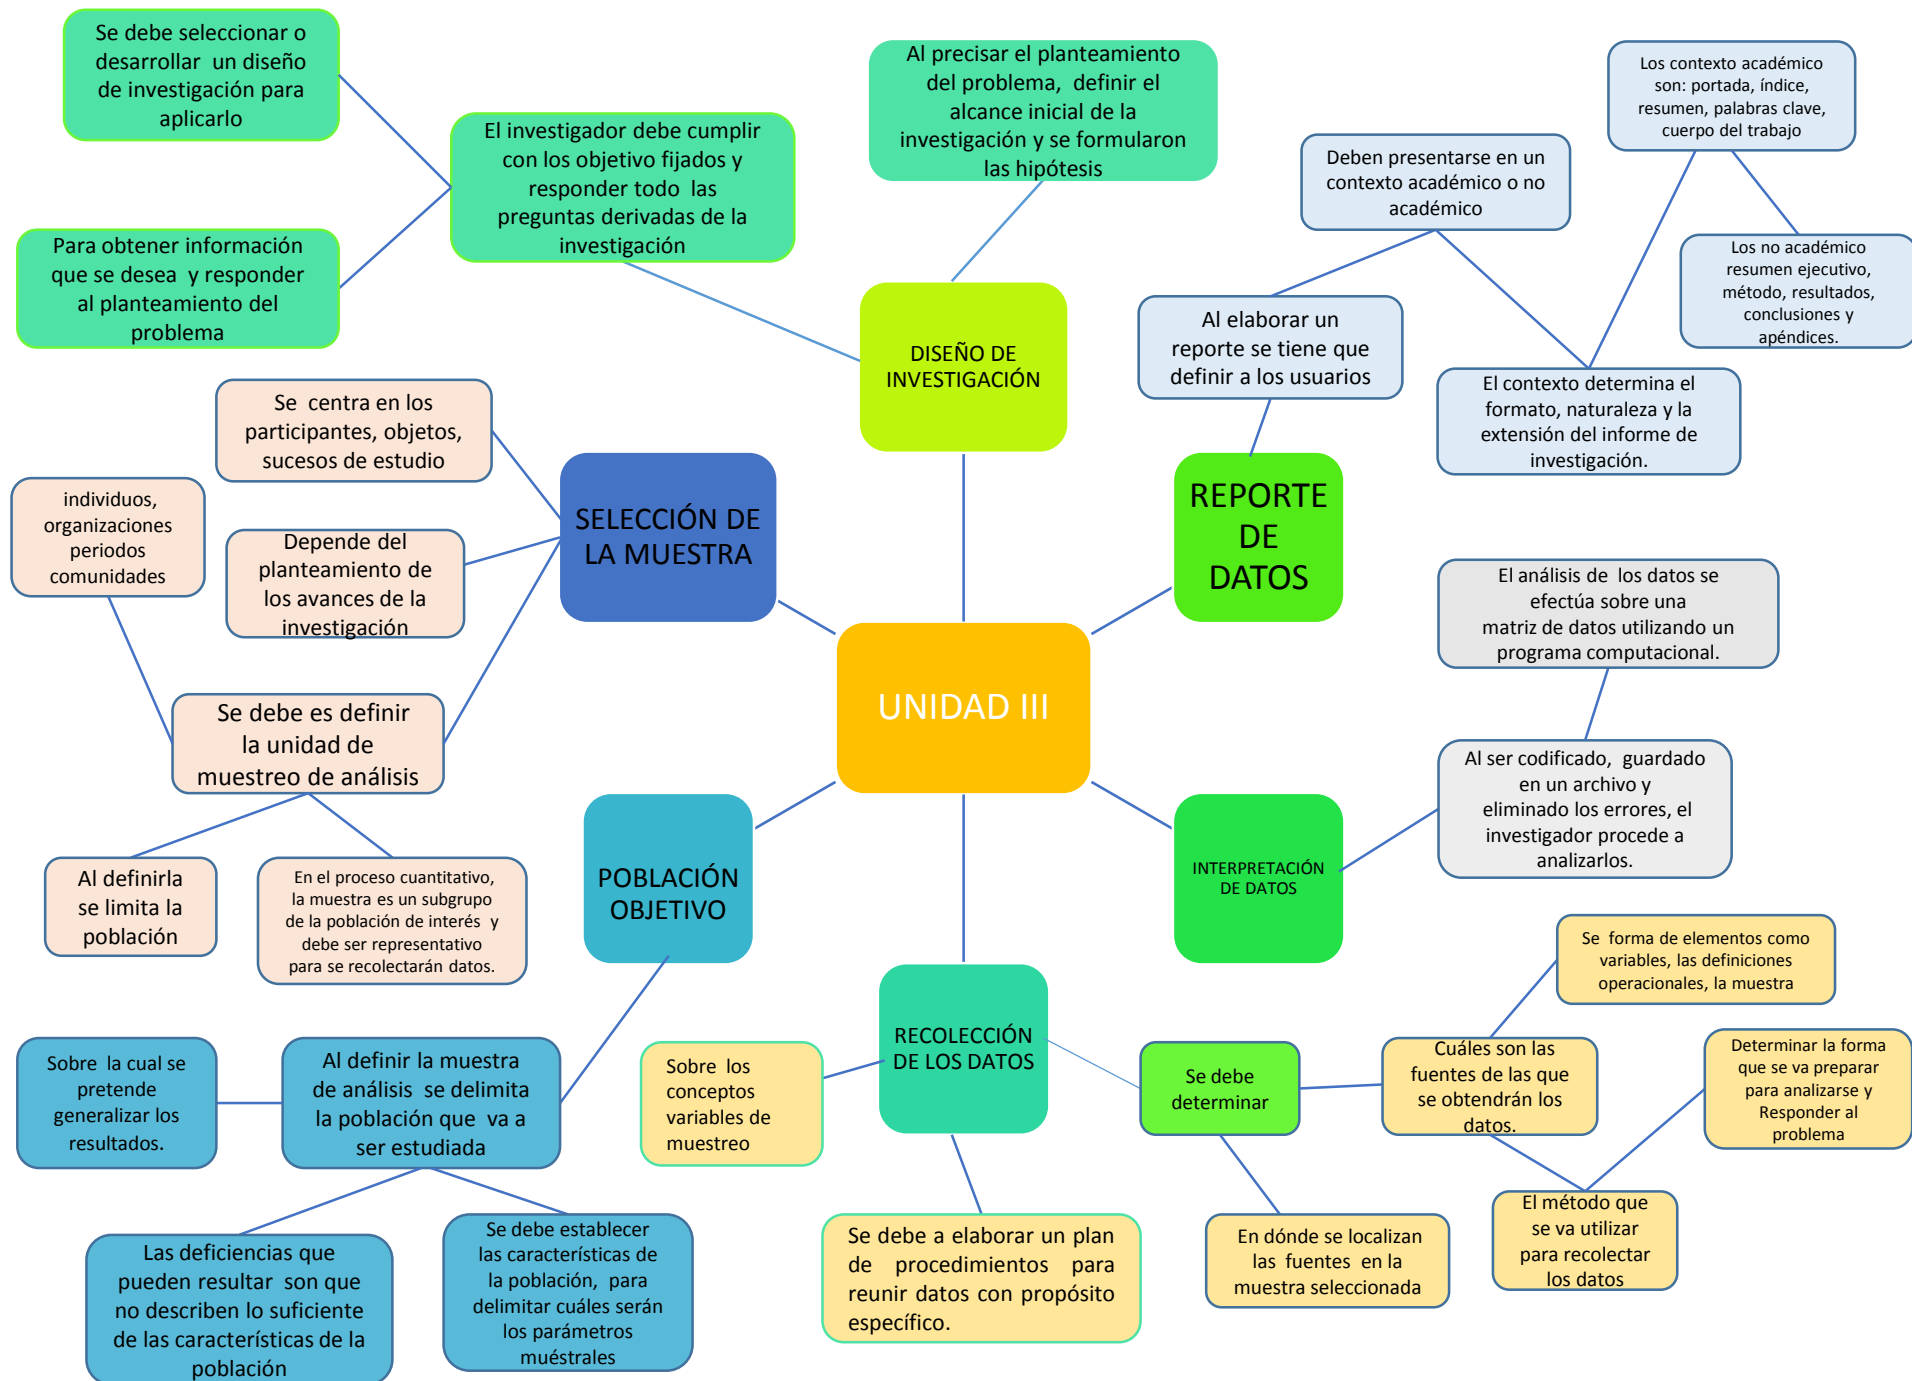 Se debe seleccionar o
desarrollar un diseño
de investigación para
aplicarlo
Para obtener información
que se desea y responder
al planteamiento del
problema
El investigador debe cumplir
con los objetivo fijados y
responder todo las
preguntas derivadas de la
investigación
Al precisar el planteamiento
del problema, definir el
alcance inicial de la
investigación y se formularon
las hipótesis
DISEÑO DE
INVESTIGACIÓN
Los contexto académico
son: portada, índice,
resumen, palabras clave,
cuerpo del trabajo
Deben presentarse en un
contexto académico o no
académico
Los no académico
resumen ejecutivo,
método, resultados,
conclusiones y
apéndices.
Al elaborar un
reporte se tiene que
definir a los usuarios
El contexto determina el
formato, naturaleza y la
extensión del informe de
investigación.
REPORTE
DE
DATOS
Se centra en los
participantes, objetos,
sucesos de estudio
individuos,
organizaciones
periodos
comunidades
Depende del
planteamiento de
los avances de la
investigación
SELECCIÓN DE
LA MUESTRA
Se debe es definir
la unidad de
muestreo de análisis
Al definirla
se limita la
población
En el proceso cuantitativo,
la muestra es un subgrupo
de la población de interés y
debe ser representativo
para se recolectarán datos.
UNIDAD III
El análisis de los datos se
efectúa sobre una
matriz de datos utilizando un
programa computacional.
Al ser codificado, guardado
en un archivo y
eliminado los errores, el
investigador procede a
analizarlos.
INTERPRETACIÓN
DE DATOS
POBLACIÓN
OBJETIVO
Sobre la cual se
pretende
generalizar los
resultados.
Al definir la muestra
de análisis se delimita
la población que va a
ser estudiada
Las deficiencias que
pueden resultar son que
no describen lo suficiente
de las características de la
población
Se debe establecer
las características de
la población, para
delimitar cuáles serán
los parámetros
muéstrales
RECOLECCIÓN
DE LOS DATOS
Sobre los
conceptos
variables de
muestreo
Se debe a elaborar un plan
de procedimientos para
reunir datos con propósito
específico.
Se debe
determinar
En dónde se localizan
las fuentes en la
muestra seleccionada
Cuáles son las
fuentes de las que
se obtendrán los
datos.
Se forma de elementos como
variables, las definiciones
operacionales, la muestra
Determinar la forma
que se va preparar
para analizarse y
Responder al
problema
El método que
se va utilizar
para recolectar
los datos